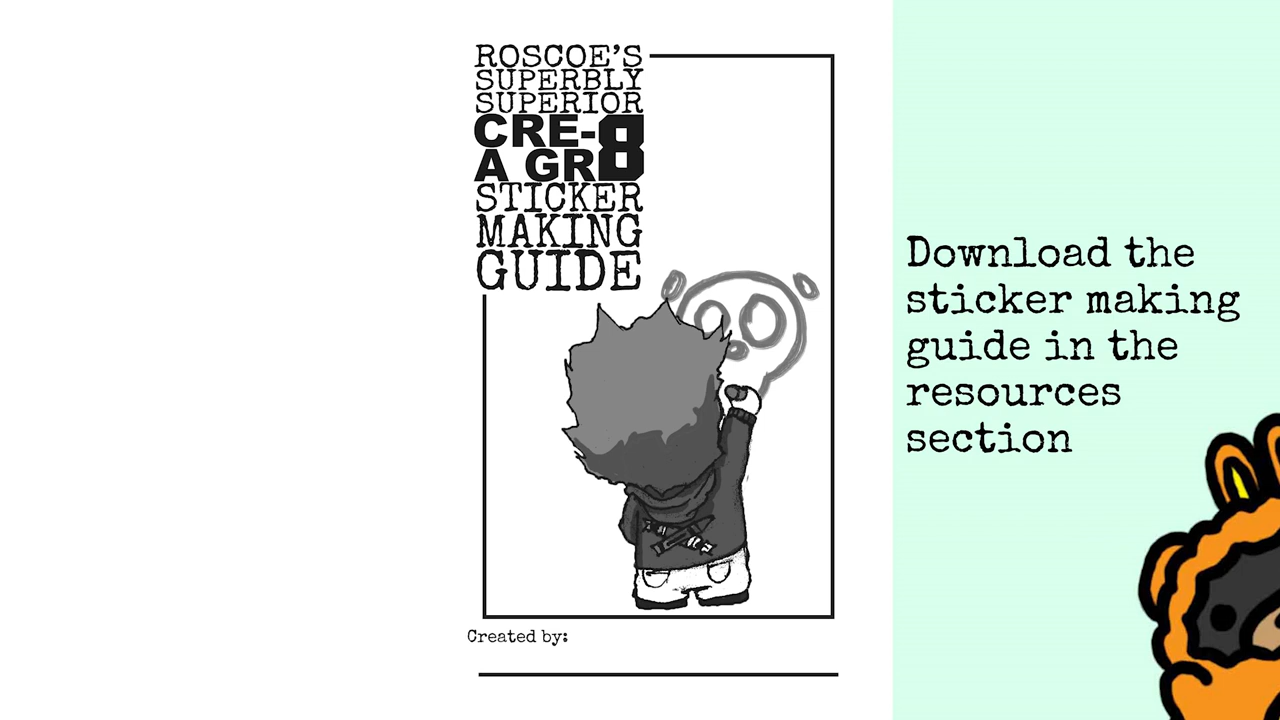 ROSCOE'S
SUPERBLY
SUPERIOR
CRE-8
A GR8
STICKER
MAKING
GUIDE
Created by:
Download the
sticker making
guide in the
resources
section